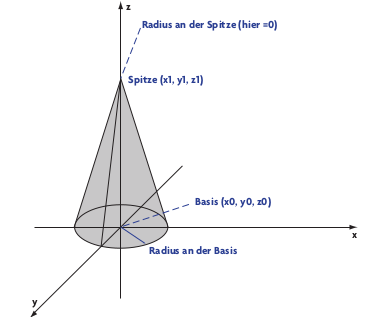 z
Radius an der Spitze (hier =0)
Spitze (x1, y1, z1)
Basis (x0, y0, z0)
x
Radius an der Basis
y